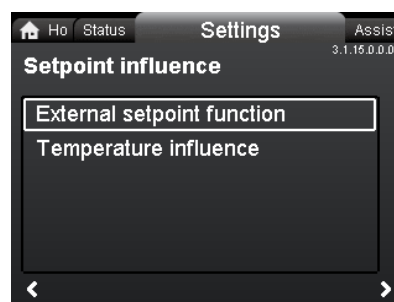 Ho Status Settings Assis
3.1.15.0.0.0
Setpoint influence
External setpoint function
Temperature influence